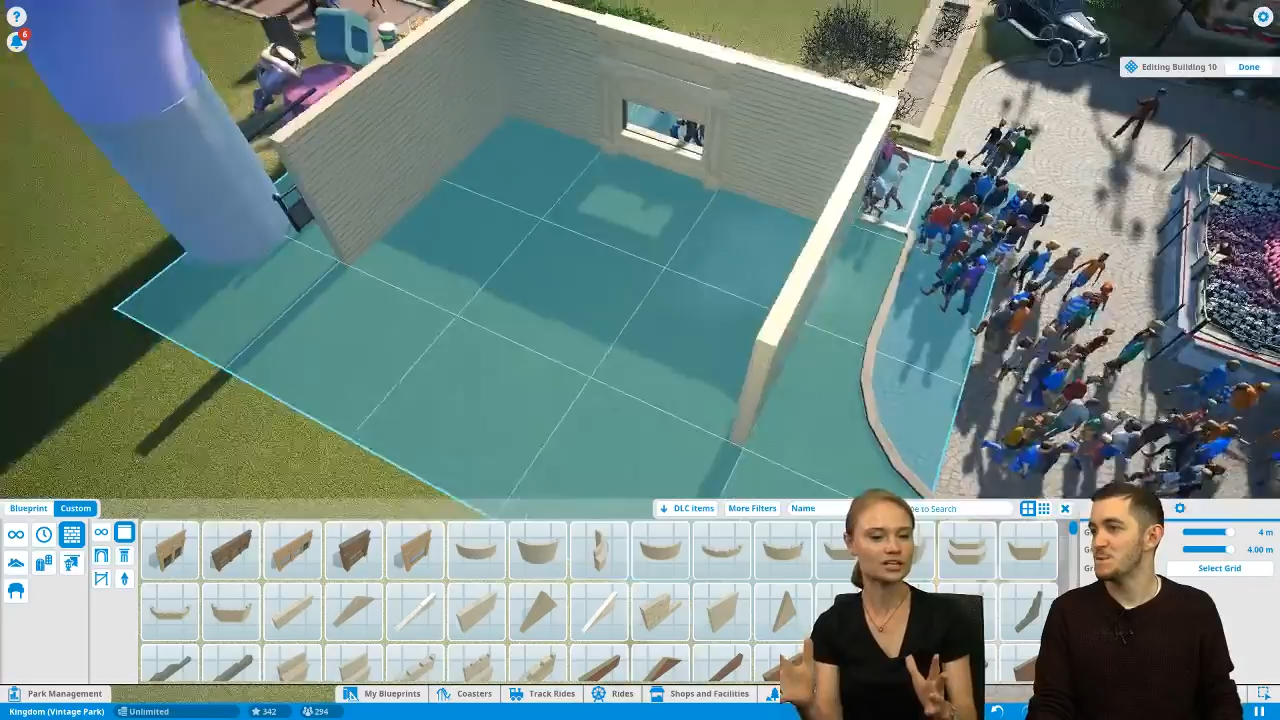 ?
6
Editing Building 10
Done
Blueprint
Custom
DLC items
More Filters
Name
e to Search
4 m
4.00 m
Select Grid
Park Management
My Blueprints
Coasters
Track Rides
Rides
Shops and Facilities
Kingdom (Vintage Park)
Unlimited
342
294